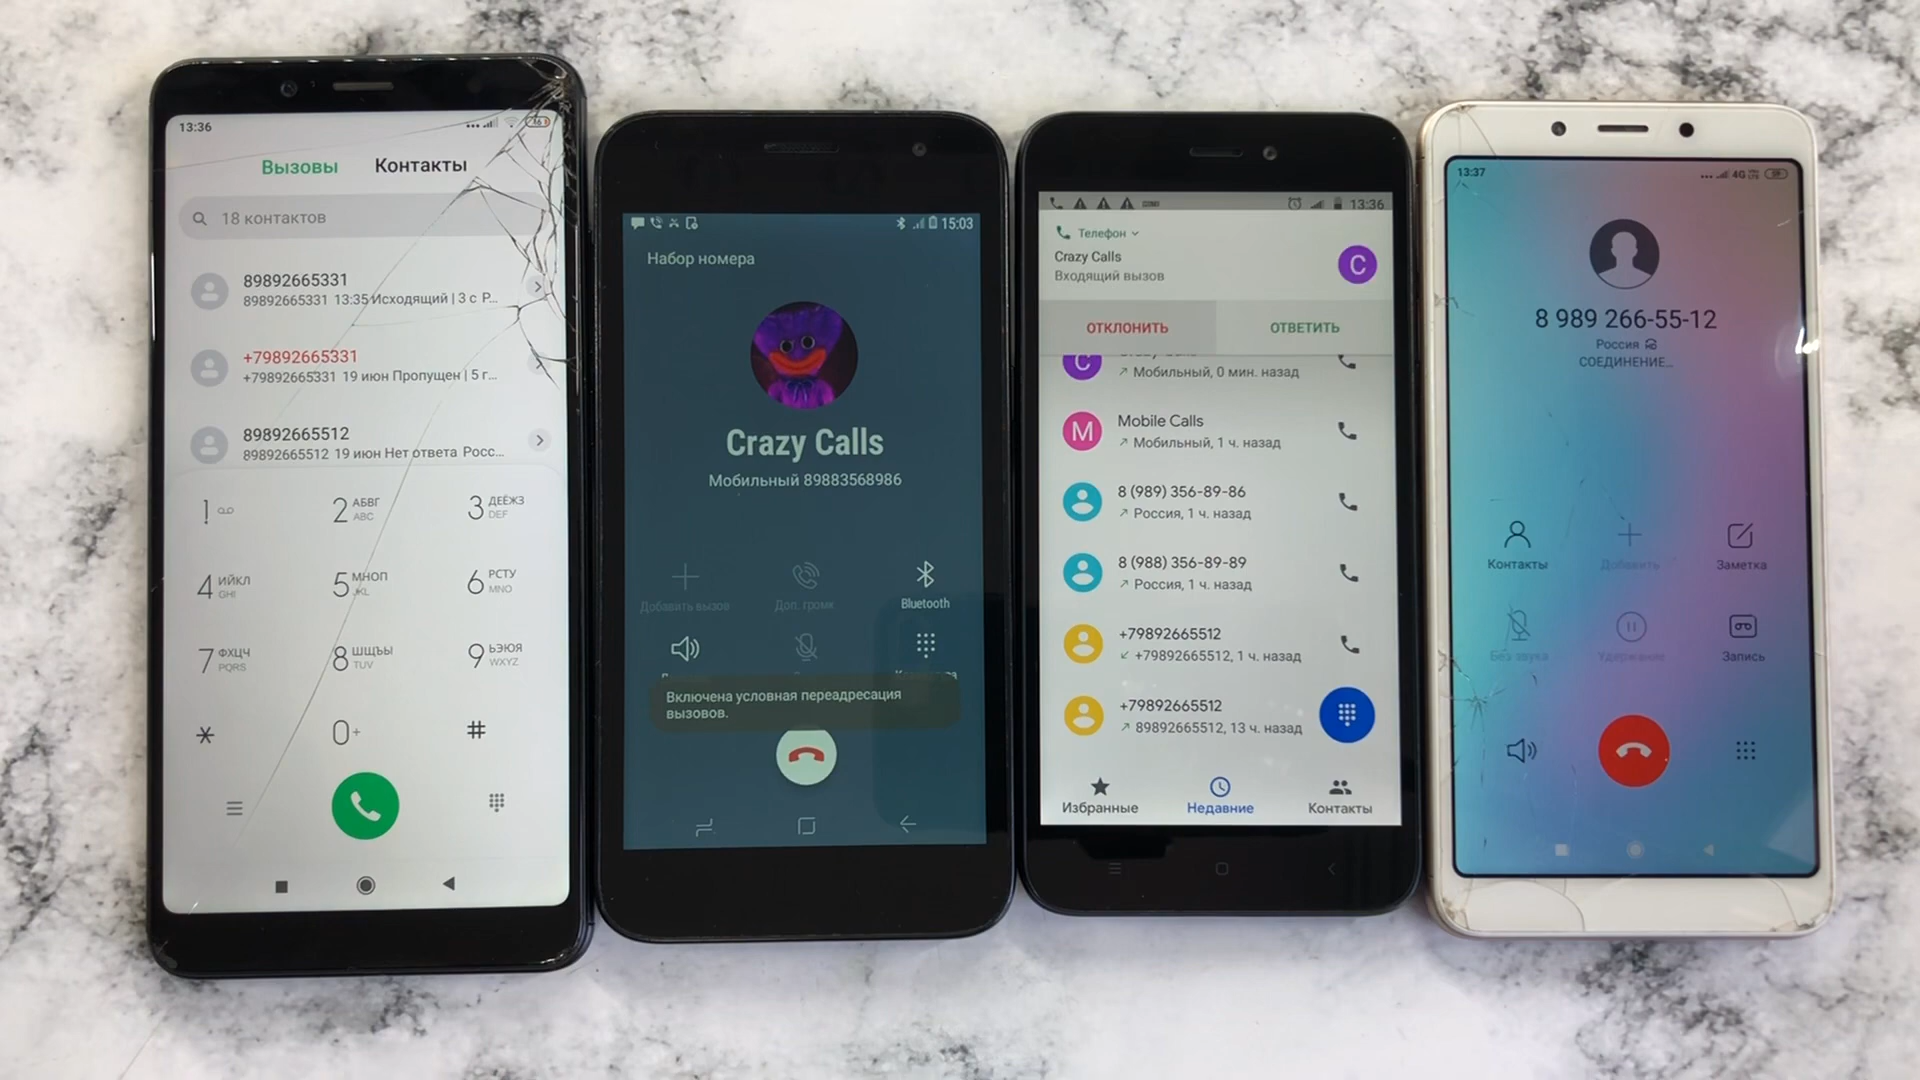 13:36
46
Вызовы Контакты
18 контактов
89892665331
89892665331 13:35 Исходящий | 3 с Р...
+79892665331
+79892665331 19 июн Пропущен | 5 г...
89892665512
89892665512 19 июн Нет ответа Росс...
1 2 АБВГ ABC 3 ДЕЁЖЗ DEF
4 ИЙКЛ GHI 5 МНОП JKL 6 РСТУ MNO
7 ФХЦЧ PQRS 8 ШЩЪЫ TUV 9 ЬЭЮЯ WXYZ
* 0+ #
15:03
Набор номера
Crazy Calls
Мобильный 89883568986
Добавить вызов Доп. громк Bluetooth
Включена условная переадресация
вызовов.
13:36
Телефон
Crazy Calls
Входящий вызов
C
ОТКЛОНИТЬ ОТВЕТИТЬ
C
Crazy Calls
Мобильный, 0 мин. назад
M
Mobile Calls
Мобильный, 1 ч. назад
8 (989) 356-89-86
Россия, 1 ч. назад
8 (988) 356-89-89
Россия, 1 ч. назад
+79892665512
+79892665512, 1 ч. назад
+79892665512
89892665512, 13 ч. назад
Избранные Недавние Контакты
13:37
4G
8 989 266-55-12
Россия
СОЕДИНЕНИЕ...
Контакты Добавить Заметка
Без звука Удержание Запись